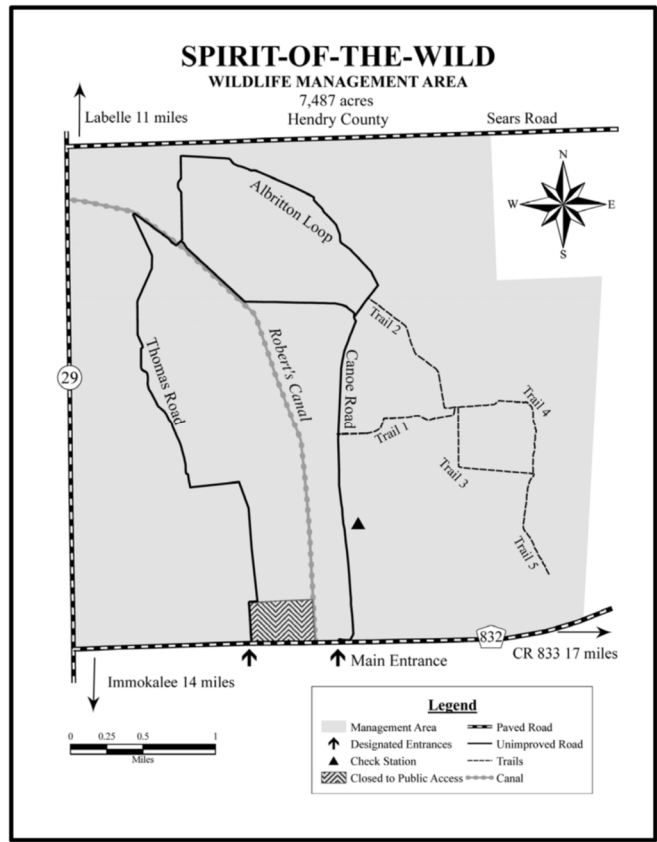 SPIRIT-OF-THE-WILD
WILDLIFE MANAGEMENT AREA
7,487 acres
Labelle 11 miles
Hendry County
Sears Road
N
W
E
S
Albritton Loop
Trail 2
Robert's Canal
Canoe Road
Thomas Road
29
Trail 4
Trail 1
Trail 3
Trail 5
832
CR 833 17 miles
Main Entrance
Immokalee 14 miles
0 0.25 0.5 1
Miles
Legend
Management Area
Paved Road
Designated Entrances
Unimproved Road
Check Station
Trails
Closed to Public Access
Canal